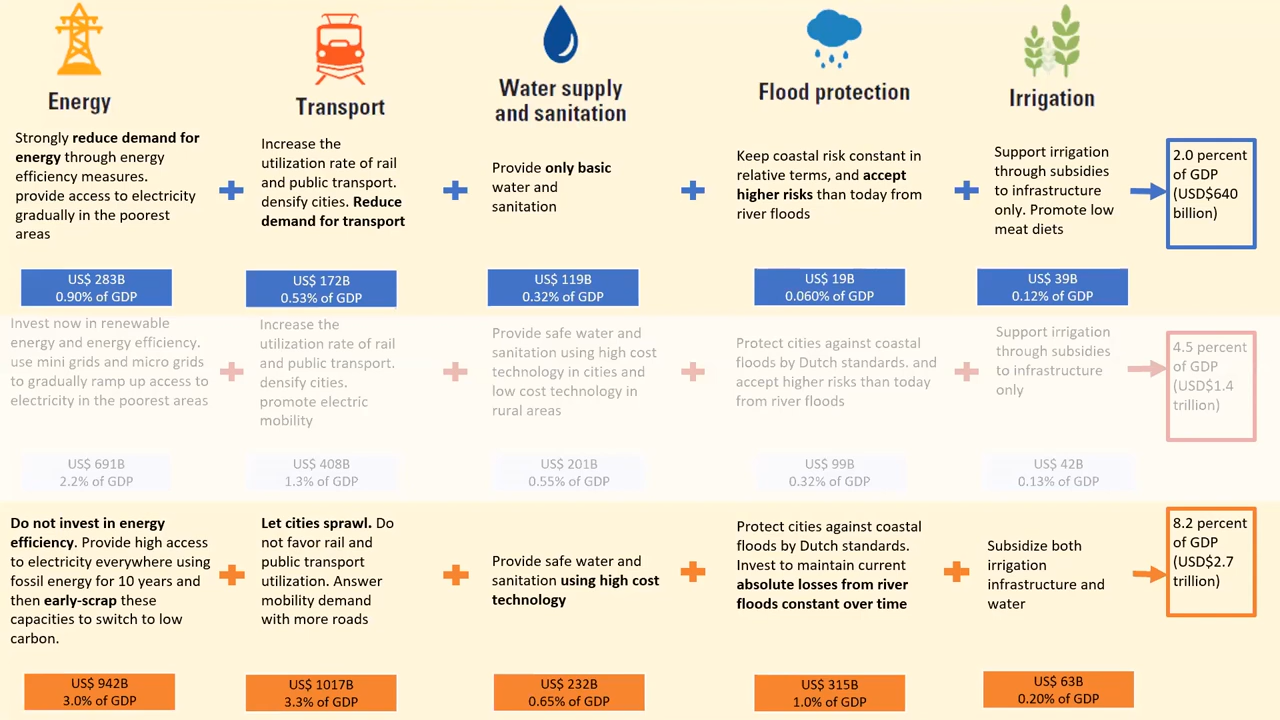 Energy
Transport
Water supply
and sanitation
Flood protection
Irrigation
Strongly reduce demand for
energy through energy
efficiency measures.
provide access to electricity
gradually in the poorest
areas
Increase the
utilization rate of rail
and public transport.
densify cities. Reduce
demand for transport
Provide only basic
water and
sanitation
Keep coastal risk constant in
relative terms, and accept
higher risks than today from
river floods
Support irrigation
through subsidies
to infrastructure
only. Promote low
meat diets
2.0 percent
of GDP
(USD$640
billion)
US$ 283B
0.90% of GDP
US$ 172B
0.53% of GDP
US$ 119B
0.32% of GDP
US$ 19B
0.060% of GDP
US$ 39B
0.12% of GDP
Invest now in renewable
energy and energy efficiency.
use mini grids and micro grids
to gradually ramp up access to
electricity in the poorest areas
Increase the
utilization rate of rail
and public transport.
densify cities.
promote electric
mobility
Provide safe water and
sanitation using high cost
technology in cities and
low cost technology in
rural areas
Protect cities against coastal
floods by Dutch standards. and
accept higher risks than today
from river floods
Support irrigation
through subsidies
to infrastructure
only
4.5 percent
of GDP
(USD$1.4
trillion)
US$ 691B
2.2% of GDP
US$ 408B
1.3% of GDP
US$ 201B
0.55% of GDP
US$ 99B
0.32% of GDP
US$ 42B
0.13% of GDP
Do not invest in energy
efficiency. Provide high access
to electricity everywhere using
fossil energy for 10 years and
then early-scrap these
capacities to switch to low
carbon.
Let cities sprawl. Do
not favor rail and
public transport
utilization. Answer
mobility demand
with more roads
Provide safe water and
sanitation using high cost
technology
Protect cities against coastal
floods by Dutch standards.
Invest to maintain current
absolute losses from river
floods constant over time
Subsidize both
irrigation
infrastructure and
water
8.2 percent
of GDP
(USD$2.7
trillion)
US$ 942B
3.0% of GDP
US$ 1017B
3.3% of GDP
US$ 232B
0.65% of GDP
US$ 315B
1.0% of GDP
US$ 63B
0.20% of GDP